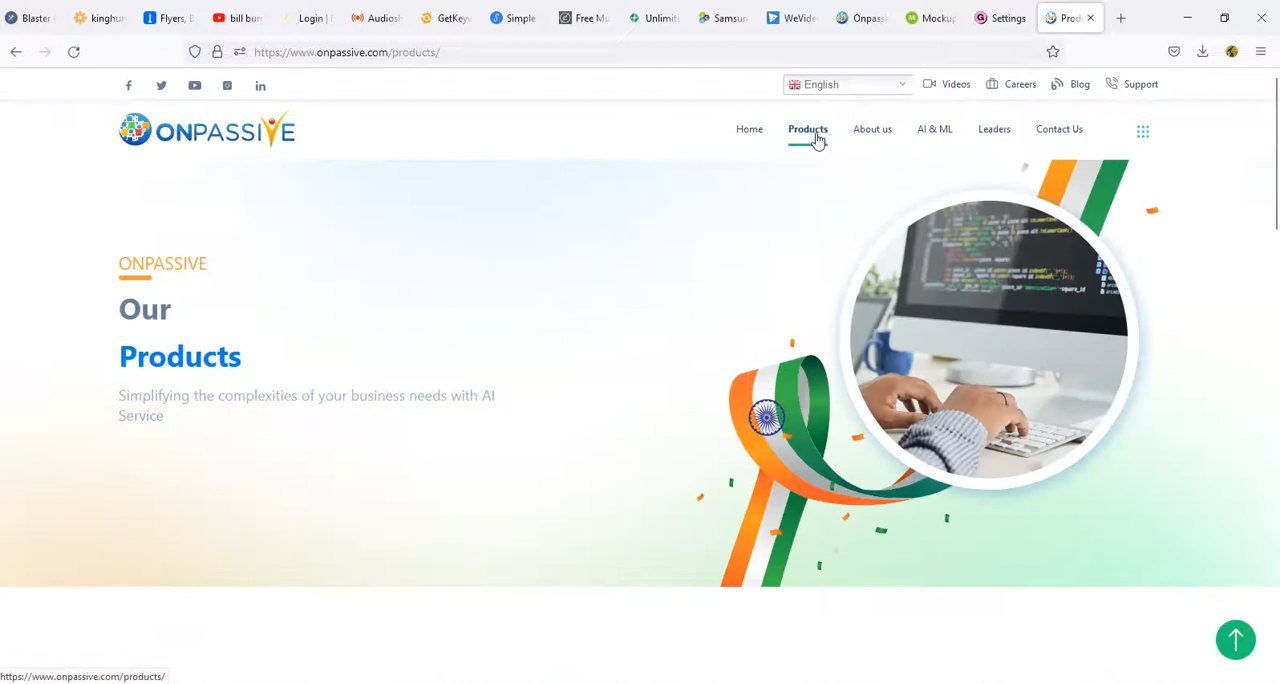 Blaster
kinghun
Flyers, E
bill bur
Login |
Audiosh
GetKey
Simple
Free Mu
Unlimit
Samsun
WeVide
Onpass
Mockup
Settings
Prod
https://www.onpassive.com/products/
English
Videos
Careers
Blog
Support
ONPASSIVE
Home
Products
About us
AI & ML
Leaders
Contact Us
ONPASSIVE
Our
Products
Simplifying the complexities of your business needs with AI
Service
https://www.onpassive.com/products/